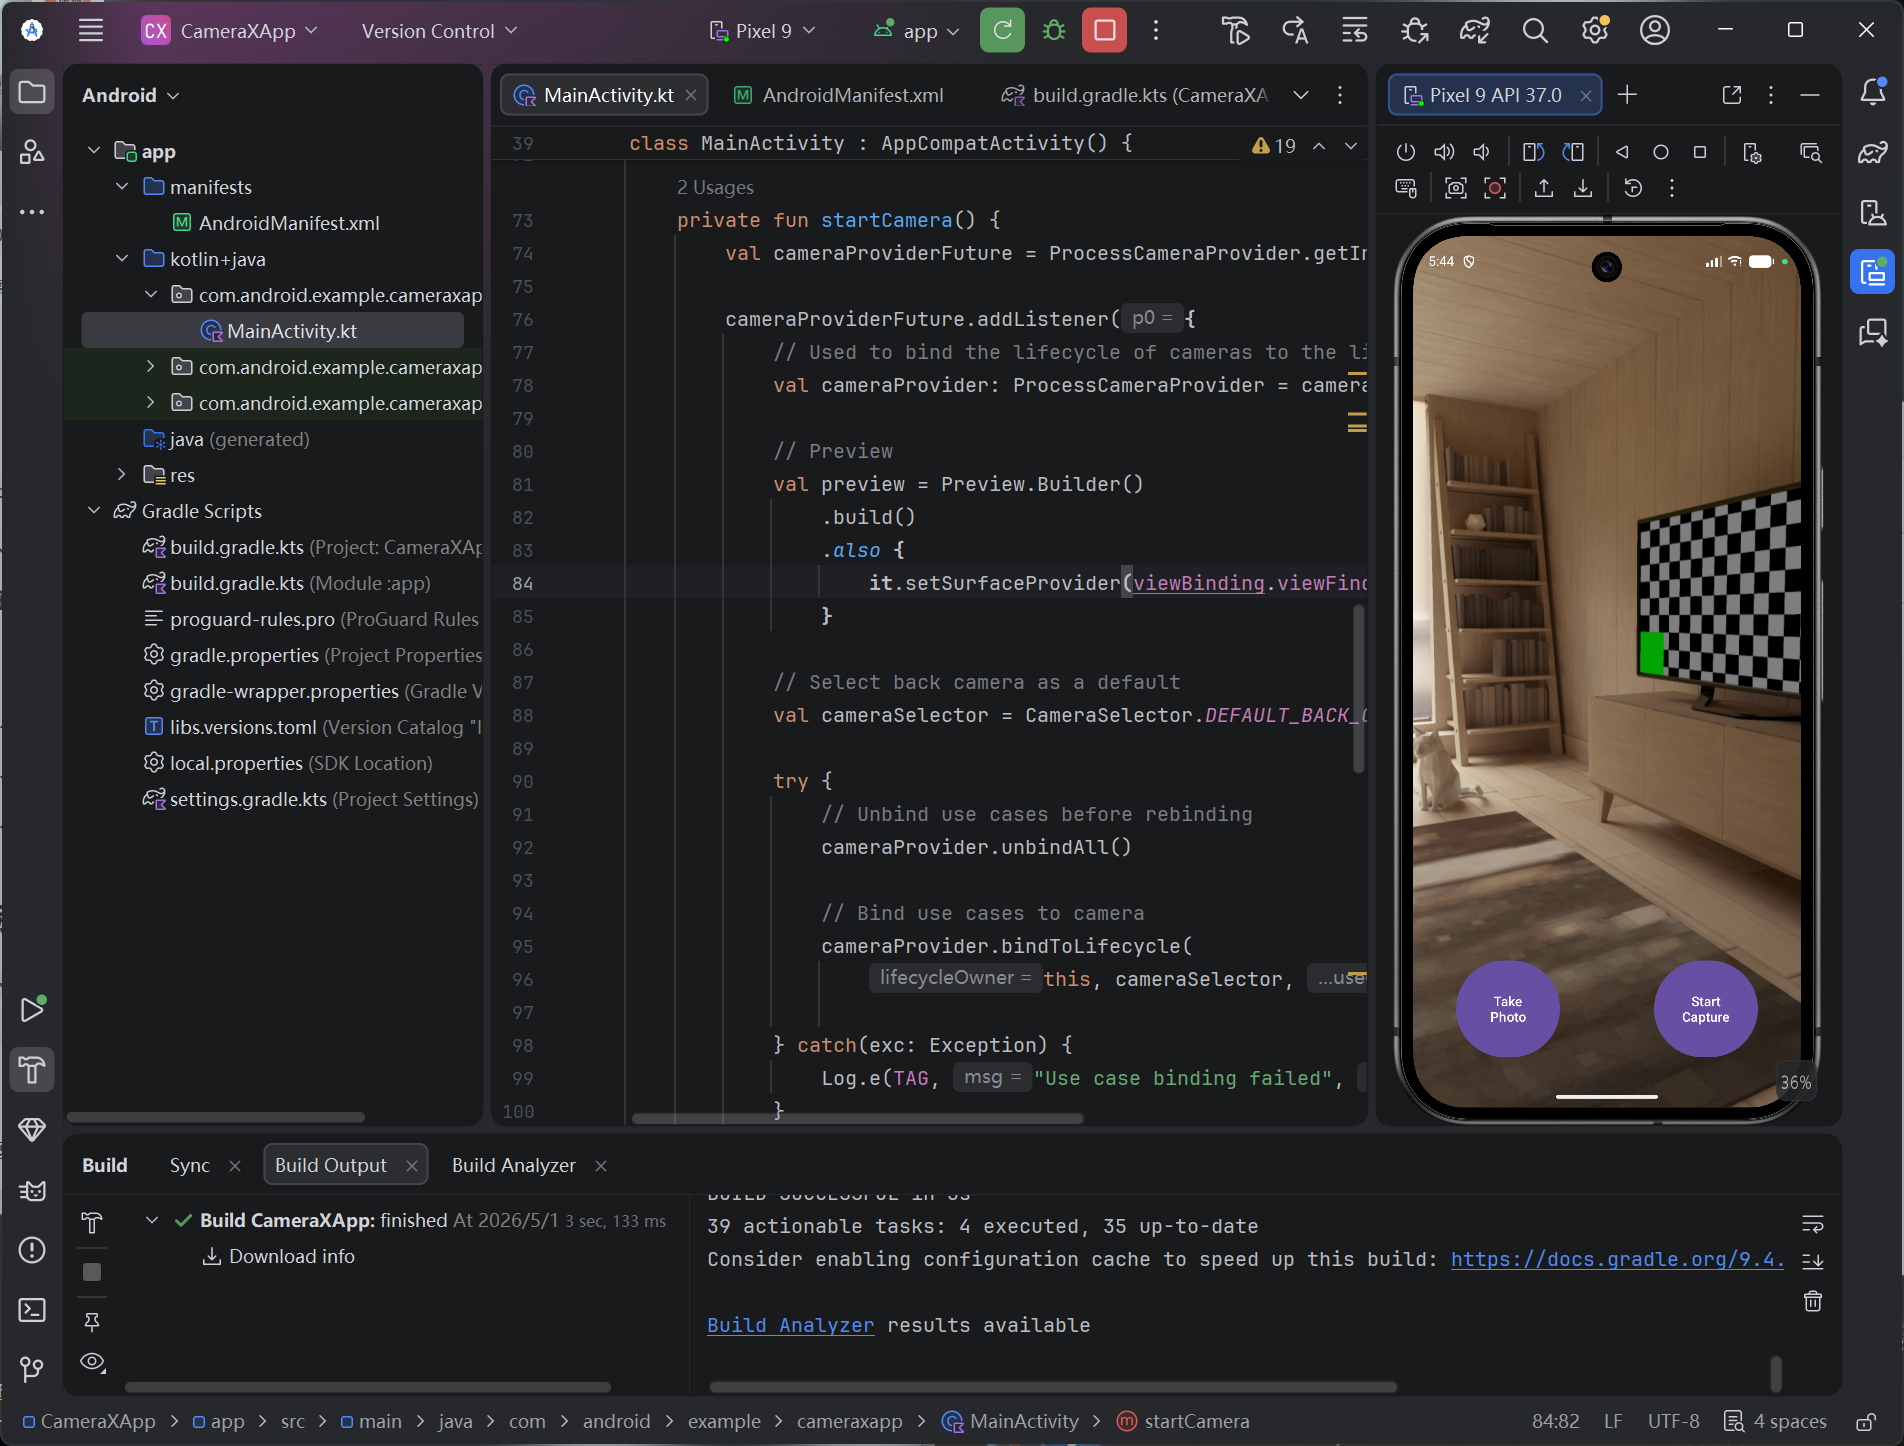 CX CameraXApp
Version Control
Pixel 9
app
Android
app
manifests
AndroidManifest.xml
kotlin+java
com.android.example.cameraxap
MainActivity.kt
com.android.example.cameraxap
com.android.example.cameraxap
java (generated)
res
Gradle Scripts
build.gradle.kts (Project: CameraXAp
build.gradle.kts (Module :app)
proguard-rules.pro (ProGuard Rules
gradle.properties (Project Properties
gradle-wrapper.properties (Gradle V
libs.versions.toml (Version Catalog "l
local.properties (SDK Location)
settings.gradle.kts (Project Settings)
MainActivity.kt
AndroidManifest.xml
build.gradle.kts (CameraXA
39 class MainActivity : AppCompatActivity() {
19
2 Usages
73 private fun startCamera() {
74 val cameraProviderFuture = ProcessCameraProvider.getIn
75
76 cameraProviderFuture.addListener( p0 = {
77 // Used to bind the lifecycle of cameras to the li
78 val cameraProvider: ProcessCameraProvider = camera
79
80 // Preview
81 val preview = Preview.Builder()
82 .build()
83 .also {
84 it.setSurfaceProvider(viewBinding.viewFind
85 }
86
87 // Select back camera as a default
88 val cameraSelector = CameraSelector.DEFAULT_BACK_C
89
90 try {
91 // Unbind use cases before rebinding
92 cameraProvider.unbindAll()
93
94 // Bind use cases to camera
95 cameraProvider.bindToLifecycle(
96 lifecycleOwner = this, cameraSelector, ...use
97
98 } catch(exc: Exception) {
99 Log.e(TAG, msg = "Use case binding failed",
100 }
Pixel 9 API 37.0
5:44
Take
Photo
Start
Capture
36%
Build
Sync
Build Output
Build Analyzer
Build CameraXApp: finished At 2026/5/1 3 sec, 133 ms
Download info
BUILD SUCCESSFUL in 3s
39 actionable tasks: 4 executed, 35 up-to-date
Consider enabling configuration cache to speed up this build: https://docs.gradle.org/9.4.
Build Analyzer results available
CameraXApp > app > src > main > java > com > android > example > cameraxapp > MainActivity > startCamera
84:82
LF
UTF-8
4 spaces